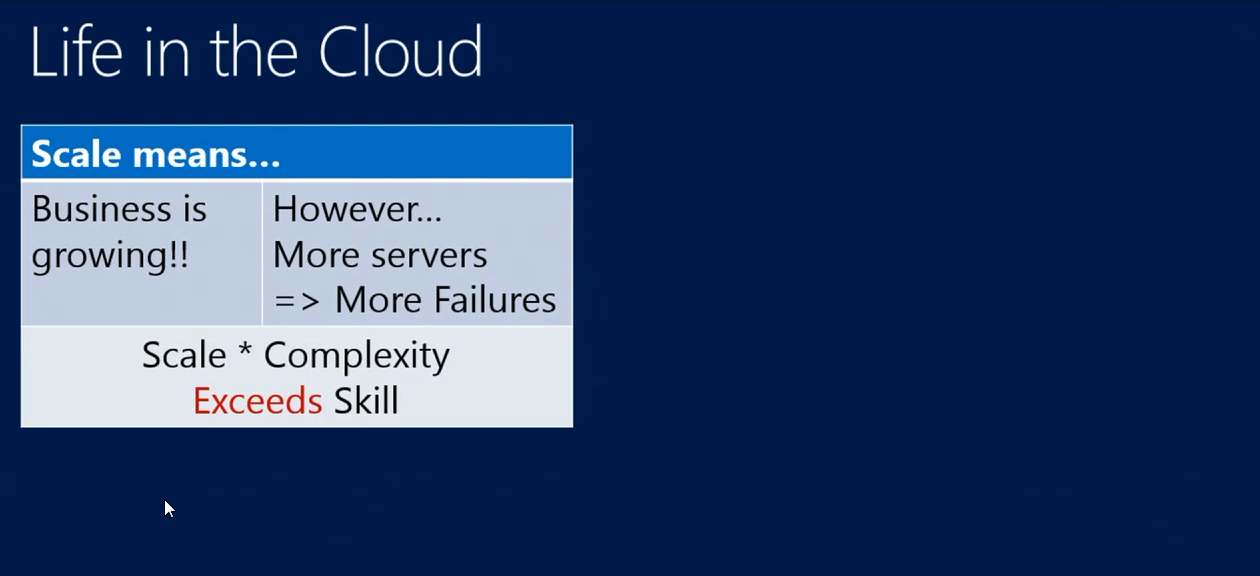 Life in the Cloud
Scale means...
Business is
growing!!
However...
More servers
=> More Failures
Scale * Complexity
Exceeds Skill